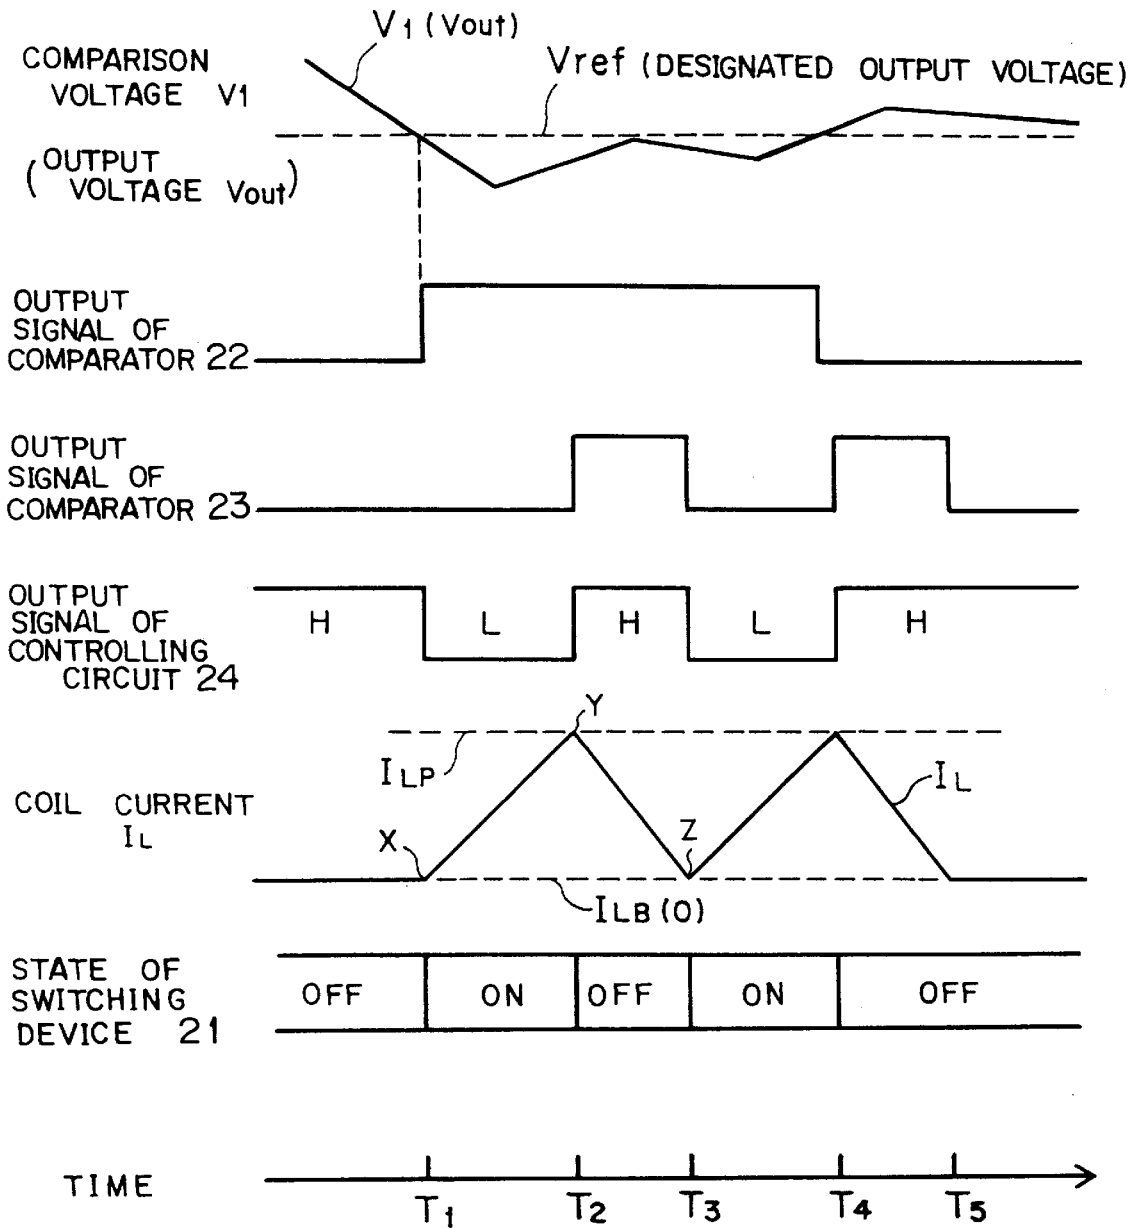 V1 (Vout)
COMPARISON
VOLTAGE V1
Vref (DESIGNATED OUTPUT VOLTAGE)
(OUTPUT
VOLTAGE Vout)
OUTPUT
SIGNAL OF
COMPARATOR 22
OUTPUT
SIGNAL OF
COMPARATOR 23
OUTPUT
SIGNAL OF
CONTROLLING
CIRCUIT 24
H L H L H
Y
ILP
IL
COIL CURRENT
IL
X
Z
ILB (0)
STATE OF
SWITCHING
DEVICE 21
OFF ON OFF ON OFF
TIME
T1 T2 T3 T4 T5